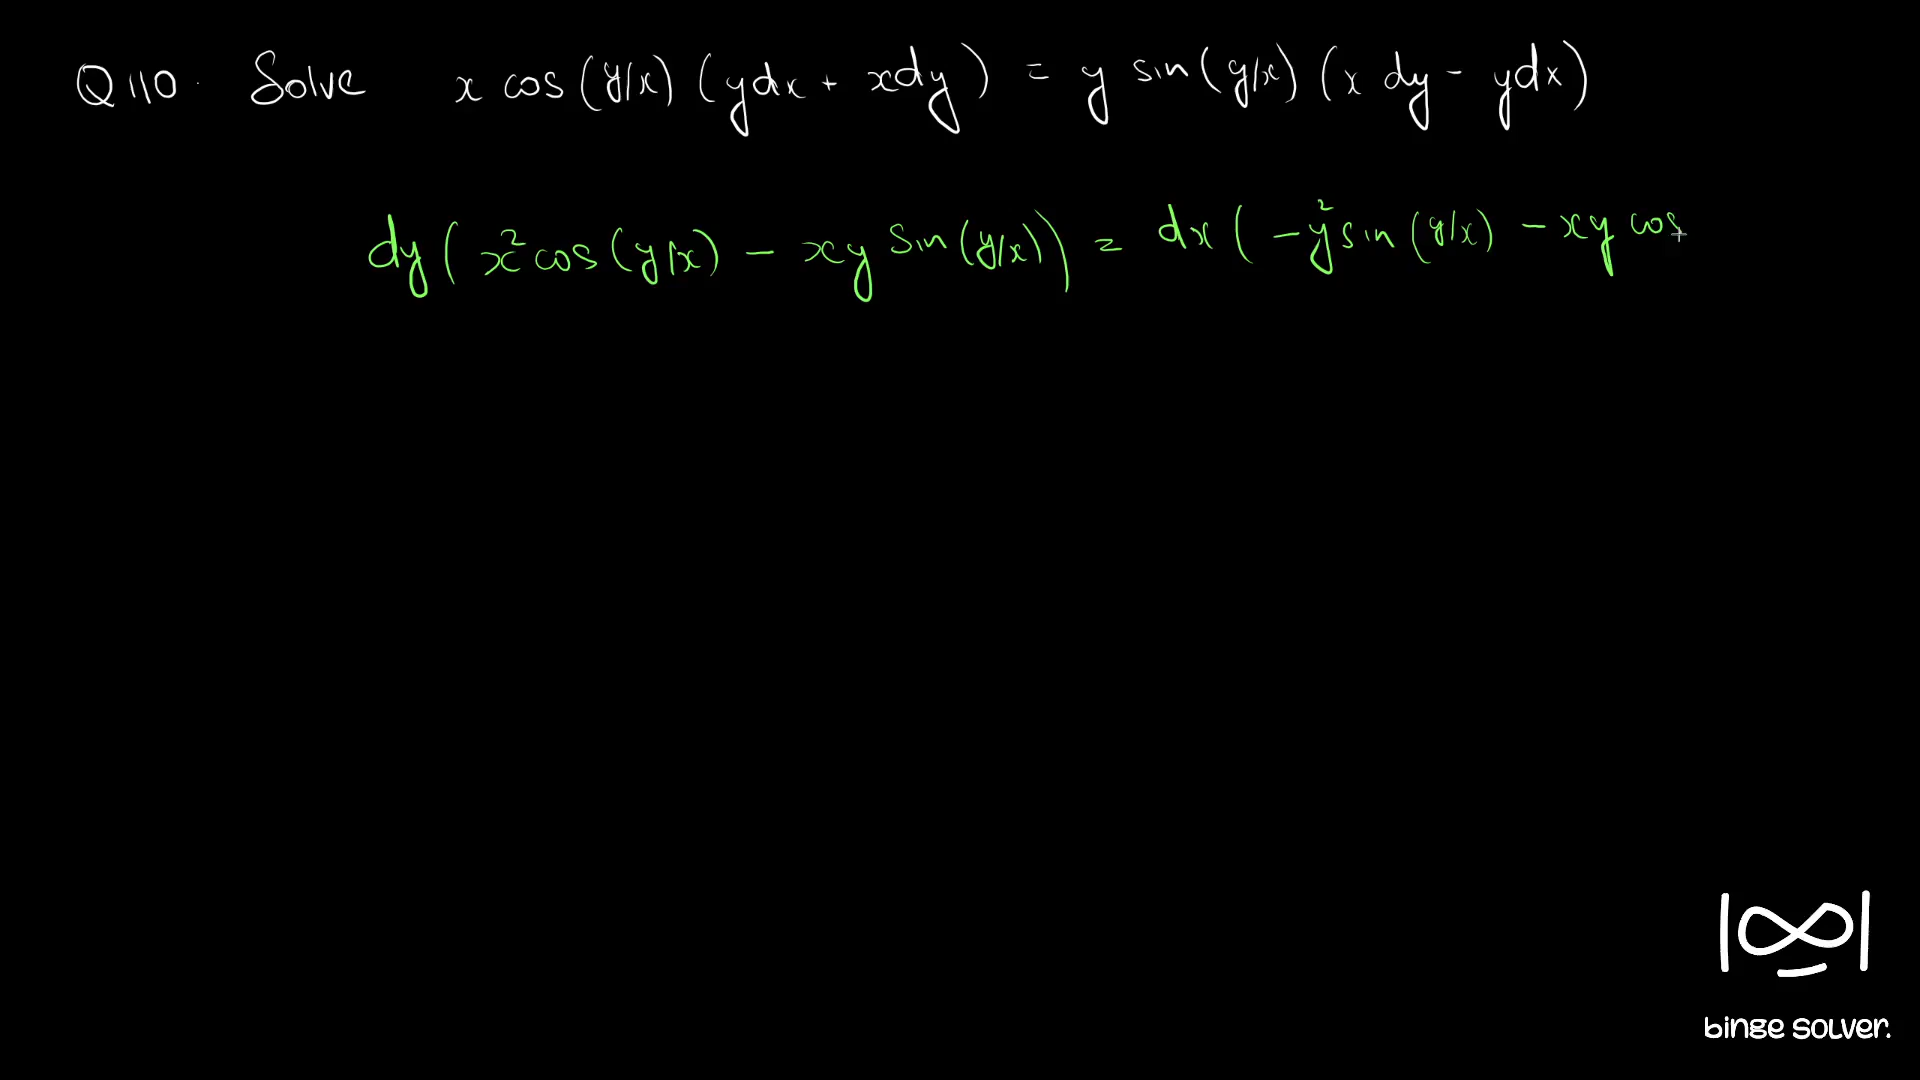 Q110. Solve x cos(y/x) (ydx + xdy) = y sin(y/x) (x dy - ydx)
dy(x² cos(y/x) - xy sin(y/x)) = dx(-y² sin(y/x) - xy cos
binge solver.